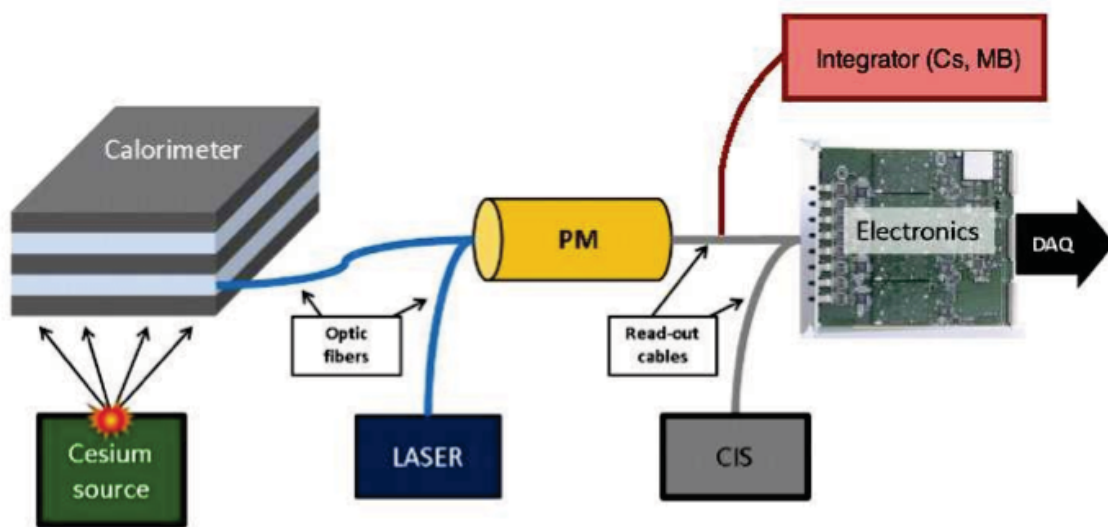 Integrator (Cs, MB)
Calorimeter
PM
Electronics
DAQ
Optic
fibers
Read-out
cables
Cesium
source
LASER
CIS